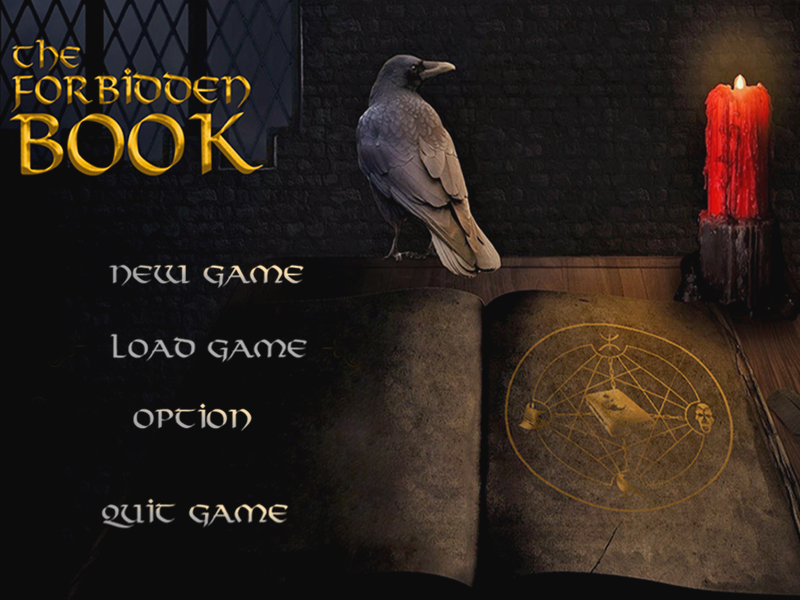 THE
FORBIDDEN
BOOK
NEW GAME
LOAD GAME
OPTION
QUIT GAME